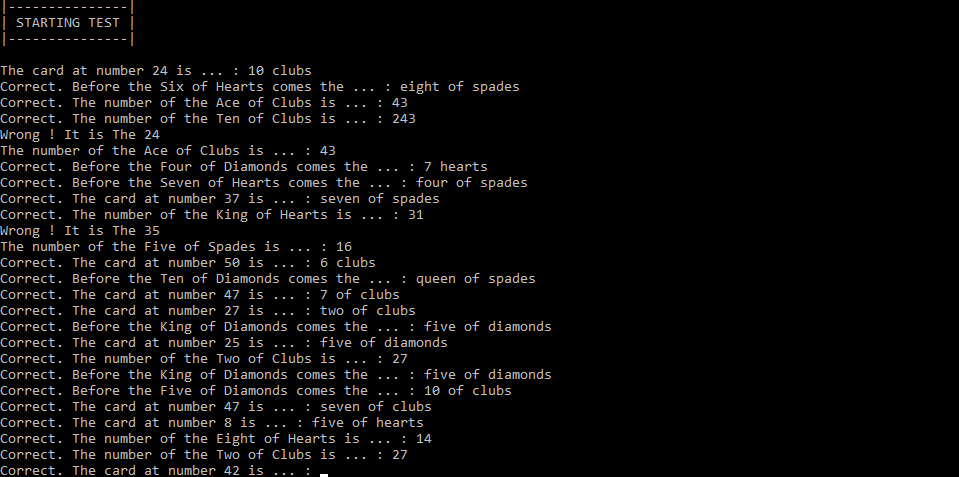 |---------------|
| STARTING TEST |
|---------------|
The card at number 24 is ... : 10 clubs
Correct. Before the Six of Hearts comes the ... : eight of spades
Correct. The number of the Ace of Clubs is ... : 43
Correct. The number of the Ten of Clubs is ... : 243
Wrong ! It is The 24
The number of the Ace of Clubs is ... : 43
Correct. Before the Four of Diamonds comes the ... : 7 hearts
Correct. Before the Seven of Hearts comes the ... : four of spades
Correct. The card at number 37 is ... : seven of spades
Correct. The number of the King of Hearts is ... : 31
Wrong ! It is The 35
The number of the Five of Spades is ... : 16
Correct. The card at number 50 is ... : 6 clubs
Correct. Before the Ten of Diamonds comes the ... : queen of spades
Correct. The card at number 47 is ... : 7 of clubs
Correct. The card at number 27 is ... : two of clubs
Correct. Before the King of Diamonds comes the ... : five of diamonds
Correct. The card at number 25 is ... : five of diamonds
Correct. The number of the Two of Clubs is ... : 27
Correct. Before the King of Diamonds comes the ... : five of diamonds
Correct. Before the Five of Diamonds comes the ... : 10 of clubs
Correct. The card at number 47 is ... : seven of clubs
Correct. The card at number 8 is ... : five of hearts
Correct. The number of the Eight of Hearts is ... : 14
Correct. The number of the Two of Clubs is ... : 27
Correct. The card at number 42 is ... :